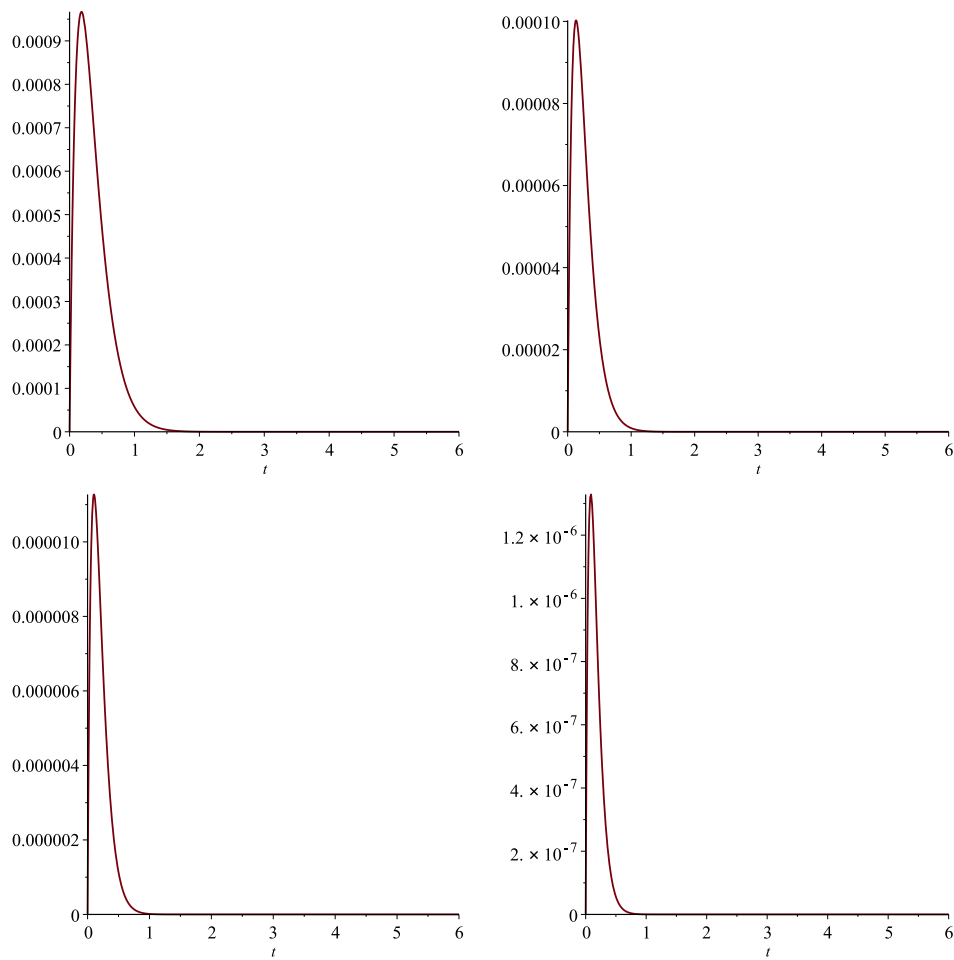 0.0009
0.0008
0.0007
0.0006
0.0005
0.0004
0.0003
0.0002
0.0001
0
0 1 2 3 4 5 6
t
0.00010
0.00008
0.00006
0.00004
0.00002
0
0 1 2 3 4 5 6
t
0.000010
0.000008
0.000006
0.000004
0.000002
0
0 1 2 3 4 5 6
t
1.2 × 10⁻⁶
1. × 10⁻⁶
8. × 10⁻⁷
6. × 10⁻⁷
4. × 10⁻⁷
2. × 10⁻⁷
0
0 1 2 3 4 5 6
t